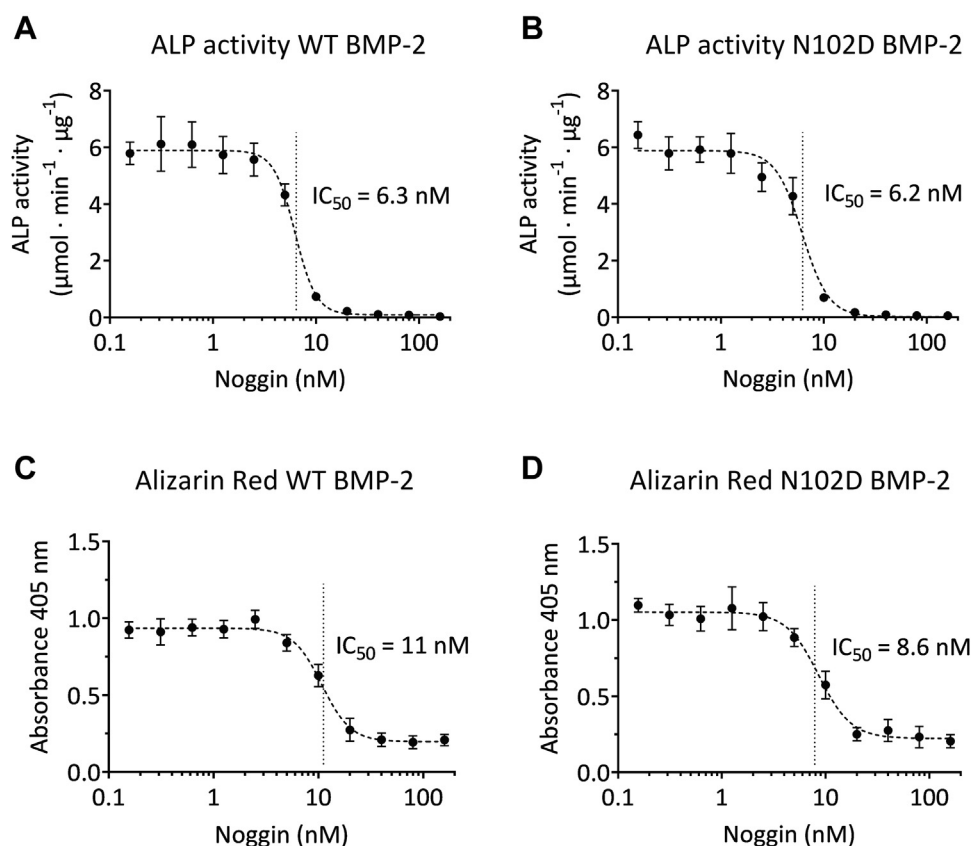 A
ALP activity WT BMP-2
ALP activity
(µmol · min⁻¹ · µg⁻¹)
8
6
4
2
0
IC₅₀ = 6.3 nM
0.1 1 10 100
Noggin (nM)
B
ALP activity N102D BMP-2
ALP activity
(µmol · min⁻¹ · µg⁻¹)
8
6
4
2
0
IC₅₀ = 6.2 nM
0.1 1 10 100
Noggin (nM)
C
Alizarin Red WT BMP-2
Absorbance 405 nm
1.5
1.0
0.5
0.0
IC₅₀ = 11 nM
0.1 1 10 100
Noggin (nM)
D
Alizarin Red N102D BMP-2
Absorbance 405 nm
1.5
1.0
0.5
0.0
IC₅₀ = 8.6 nM
0.1 1 10 100
Noggin (nM)